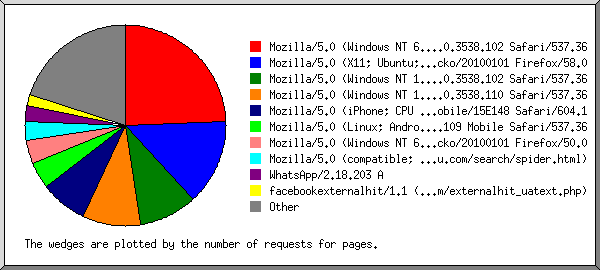 Mozilla/5.0 (Windows NT 6....0.3538.102 Safari/537.36
Mozilla/5.0 (X11; Ubuntu;...cko/20100101 Firefox/58.0
Mozilla/5.0 (Windows NT 1....0.3538.102 Safari/537.36
Mozilla/5.0 (Windows NT 1....0.3538.110 Safari/537.36
Mozilla/5.0 (iPhone; CPU ...obile/15E148 Safari/604.1
Mozilla/5.0 (Linux; Andro....109 Mobile Safari/537.36
Mozilla/5.0 (Windows NT 6...cko/20100101 Firefox/50.0
Mozilla/5.0 (compatible; ...u.com/search/spider.html)
WhatsApp/2.18.203 A
facebookexternalhit/1.1 (...m/externalhit_uatext.php)
Other
The wedges are plotted by the number of requests for pages.